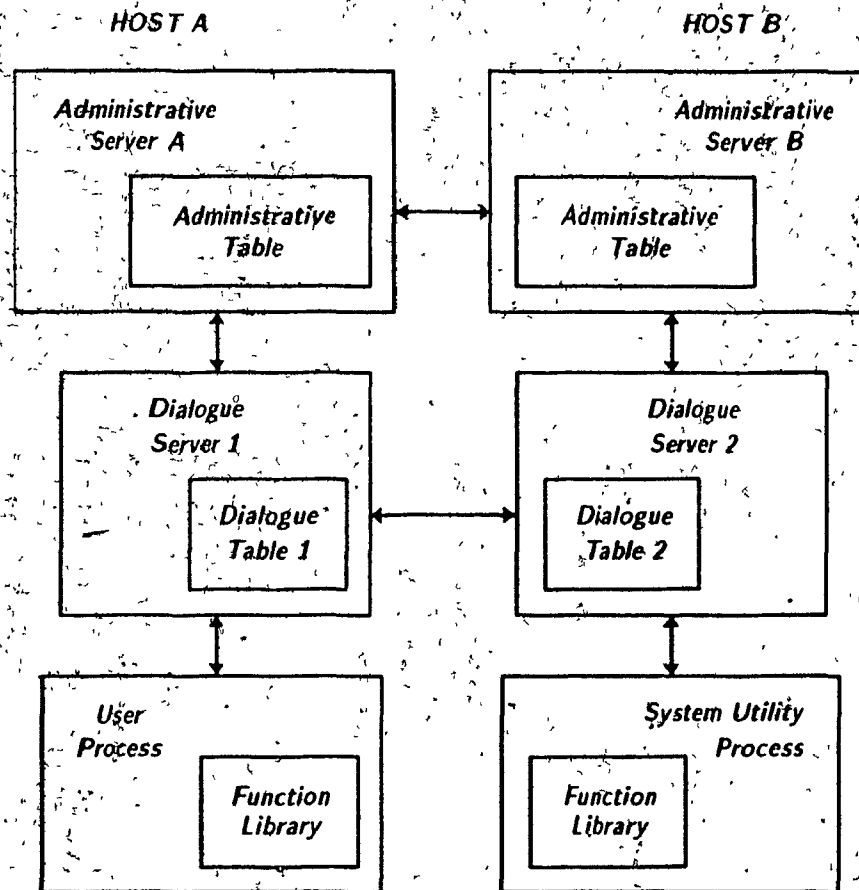 HOST A
HOST B
Administrative
Server A
Administrative
Table
Administrative
Server B
Administrative
Table
Dialogue
Server 1
Dialogue
Table 1
Dialogue
Server 2
Dialogue
Table 2
User
Process
Function
Library
System Utility
Process
Function
Library